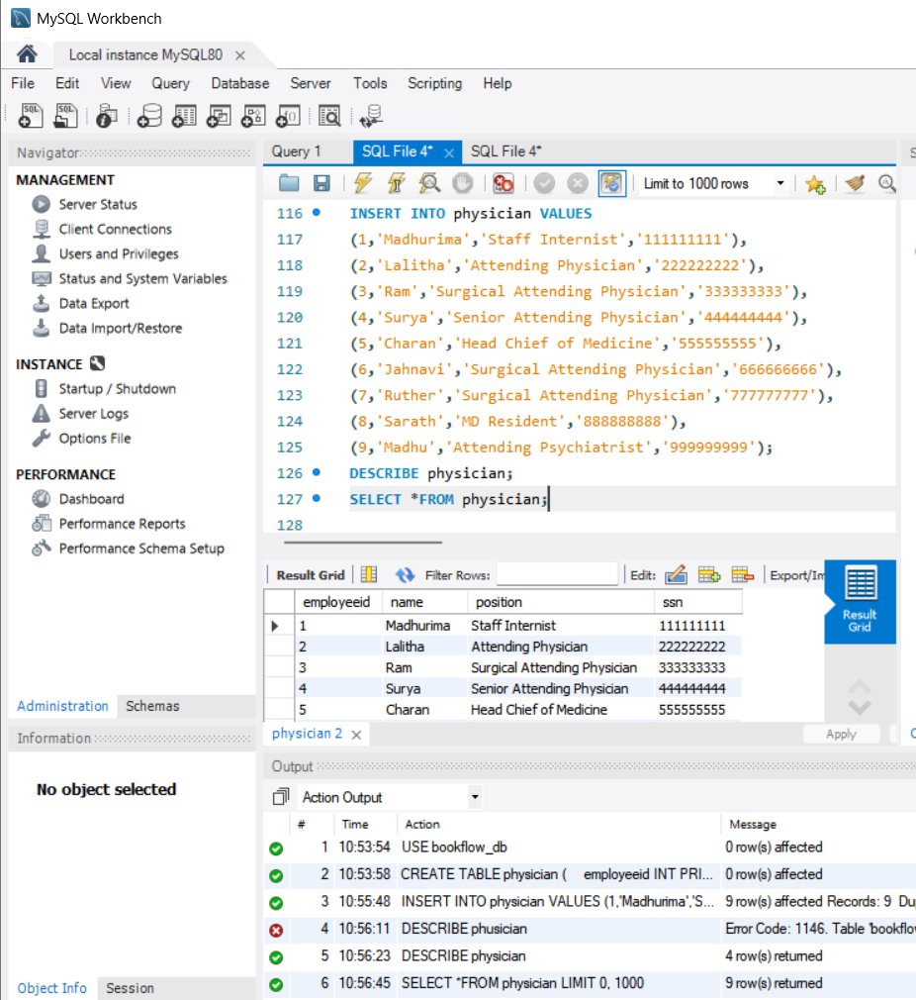 MySQL Workbench
Local instance MySQL80
File Edit View Query Database Server Tools Scripting Help
Navigator
MANAGEMENT
Server Status
Client Connections
Users and Privileges
Status and System Variables
Data Export
Data Import/Restore
INSTANCE
Startup / Shutdown
Server Logs
Options File
PERFORMANCE
Dashboard
Performance Reports
Performance Schema Setup
Administration Schemas
Information
No object selected
Object Info Session
Query 1 SQL File 4* SQL File 4*
Limit to 1000 rows
116 INSERT INTO physician VALUES
117 (1,'Madhurima','Staff Internist','111111111'),
118 (2,'Lalitha','Attending Physician','222222222'),
119 (3,'Ram','Surgical Attending Physician','333333333'),
120 (4,'Surya','Senior Attending Physician','444444444'),
121 (5,'Charan','Head Chief of Medicine','555555555'),
122 (6,'Jahnavi','Surgical Attending Physician','666666666'),
123 (7,'Ruther','Surgical Attending Physician','777777777'),
124 (8,'Sarath','MD Resident','888888888'),
125 (9,'Madhu','Attending Psychiatrist','999999999');
126 DESCRIBE physician;
127 SELECT *FROM physician;
128
Result Grid Filter Rows: Edit: Export/Im
Result
Grid
employeeid name position ssn
1 Madhurima Staff Internist 111111111
2 Lalitha Attending Physician 222222222
3 Ram Surgical Attending Physician 333333333
4 Surya Senior Attending Physician 444444444
5 Charan Head Chief of Medicine 555555555
physician 2 Apply
Output
Action Output
# Time Action Message
1 10:53:54 USE bookflow_db 0 row(s) affected
2 10:53:58 CREATE TABLE physician ( employeeid INT PRI... 0 row(s) affected
3 10:55:48 INSERT INTO physician VALUES (1,'Madhurima','S... 9 row(s) affected Records: 9 Du
4 10:56:11 DESCRIBE phusician Error Code: 1146. Table 'bookflo
5 10:56:23 DESCRIBE physician 4 row(s) returned
6 10:56:45 SELECT *FROM physician LIMIT 0, 1000 9 row(s) returned